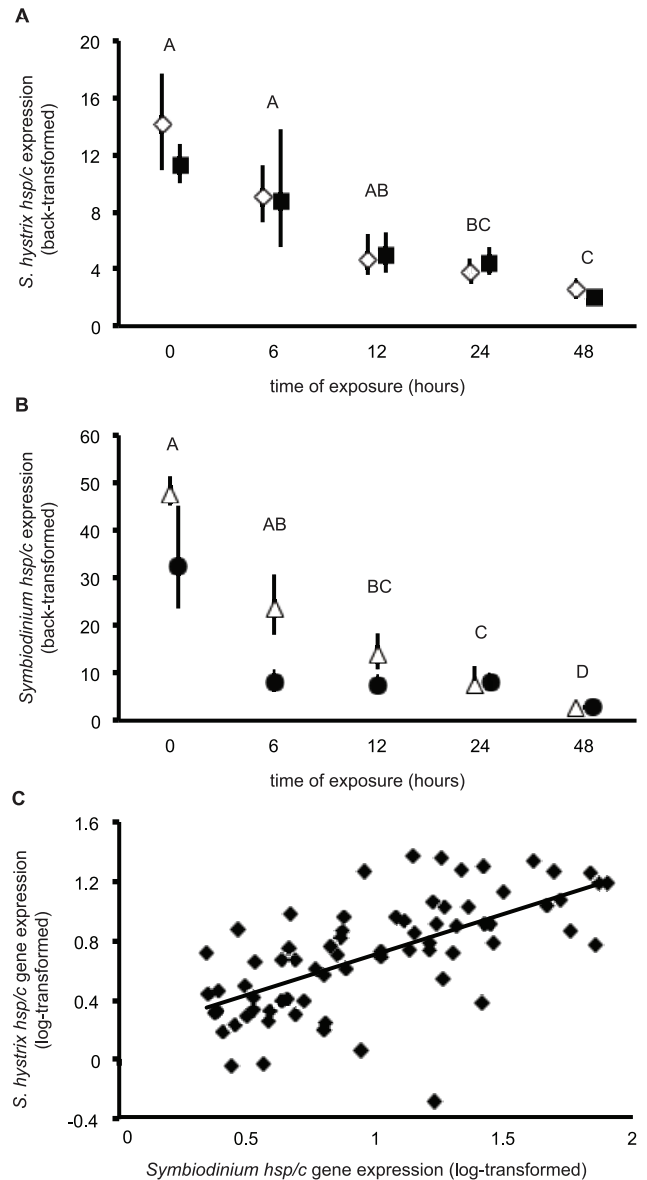 A
S. hystrix hsp/c expression
(back-transformed)
20
16
12
8
4
0
A
A
AB
BC
C
0 6 12 24 48
time of exposure (hours)
B
Symbiodinium hsp/c expression
(back-transformed)
60
50
40
30
20
10
0
A
AB
BC
C
D
0 6 12 24 48
time of exposure (hours)
C
S. hystrix hsp/c gene expression
(log-transformed)
1.6
1.2
0.8
0.4
0
-0.4
0 0.5 1 1.5 2
Symbiodinium hsp/c gene expression (log-transformed)